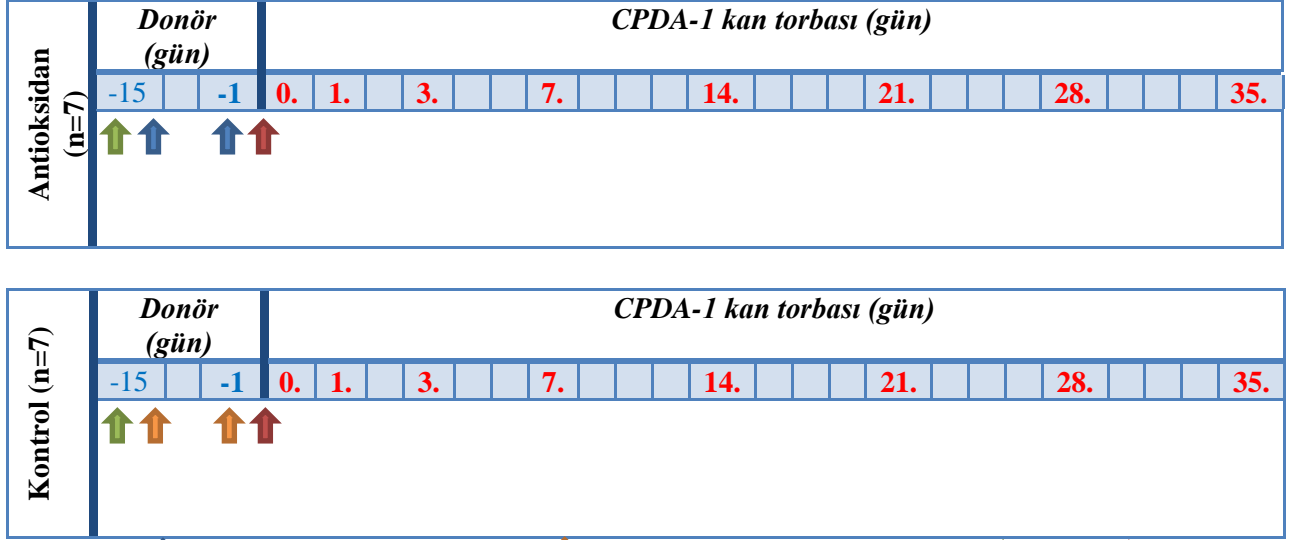 Antioksidan
(n=7)
Donör
(gün)
CPDA-1 kan torbası (gün)
-15 -1 0. 1. 3. 7. 14. 21. 28. 35.
Kontrol (n=7)
Donör
(gün)
CPDA-1 kan torbası (gün)
-15 -1 0. 1. 3. 7. 14. 21. 28. 35.